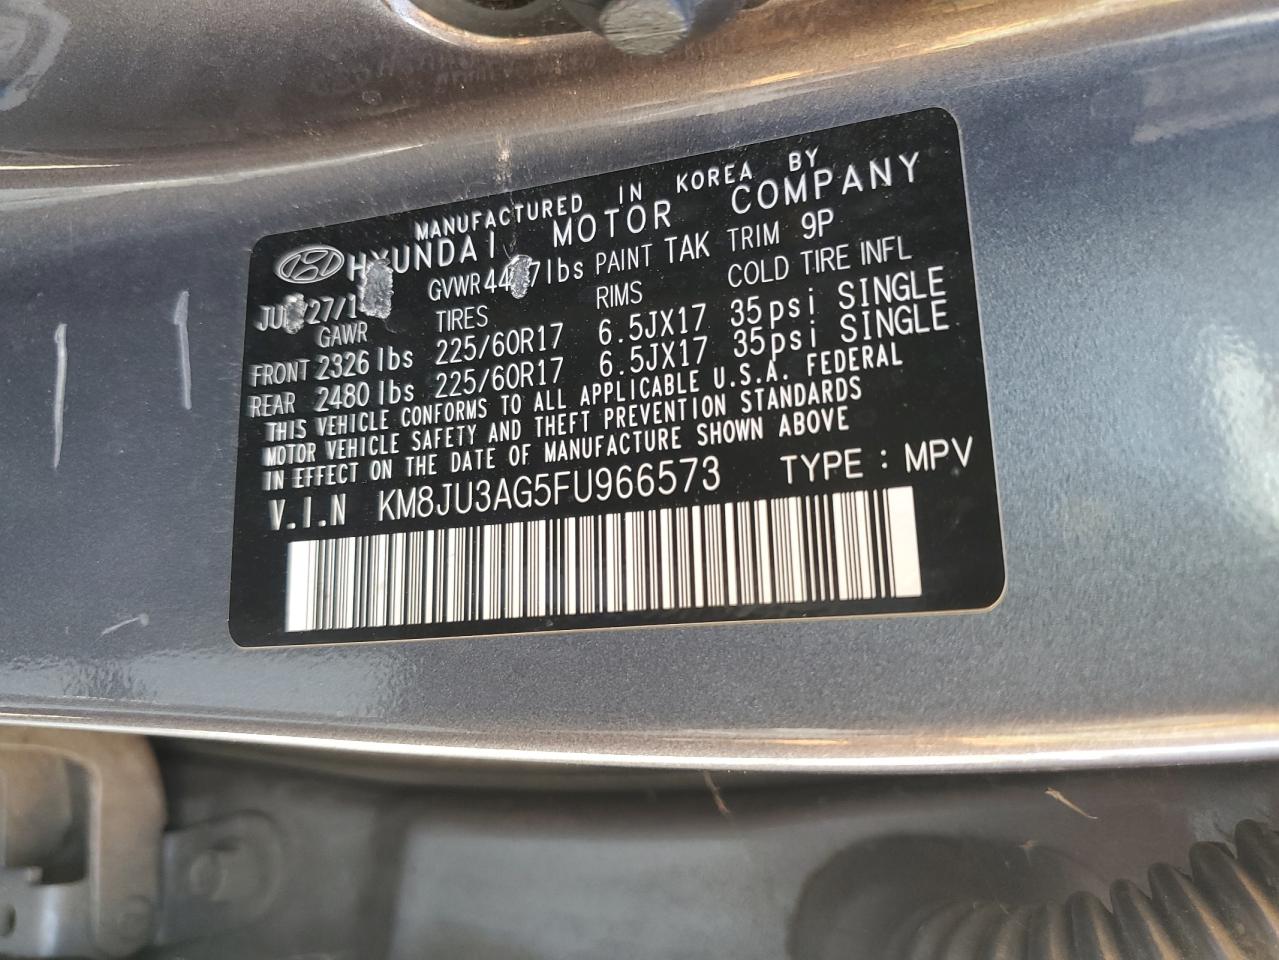 MANUFACTURED IN KOREA BY
HYUNDAI MOTOR COMPANY
27/1 GVWR lbs PAINT TAK TRIM 9P
GAWR TIRES RIMS COLD TIRE INFL
FRONT 2326 lbs 225/60R17 6.5JX17 35psi SINGLE
REAR 2480 lbs 225/60R17 6.5JX17 35psi SINGLE
THIS VEHICLE CONFORMS TO ALL APPLICABLE U.S.A. FEDERAL
MOTOR VEHICLE SAFETY AND THEFT PREVENTION STANDARDS
IN EFFECT ON THE DATE OF MANUFACTURE SHOWN ABOVE
V.I.N KM8JU3AG5FU966573 TYPE : MPV